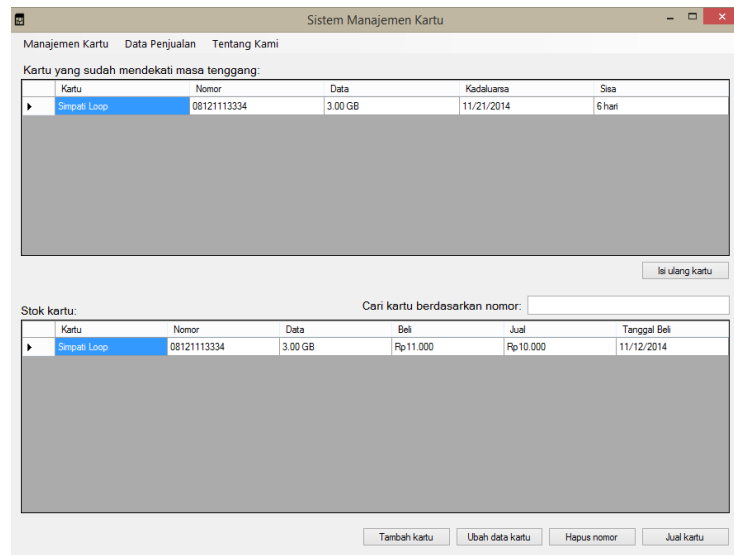 Sistem Manajemen Kartu
Manajemen Kartu Data Penjualan Tentang Kami
Kartu yang sudah mendekati masa tenggang:
Kartu Nomor Data Kadaluarsa Sisa
Simpati Loop 08121113334 3.00 GB 11/21/2014 6 hari
Isi ulang kartu
Stok kartu: Cari kartu berdasarkan nomor:
Kartu Nomor Data Beli Jual Tanggal Beli
Simpati Loop 08121113334 3.00 GB Rp11.000 Rp10.000 11/12/2014
Tambah kartu Ubah data kartu Hapus nomor Jual kartu